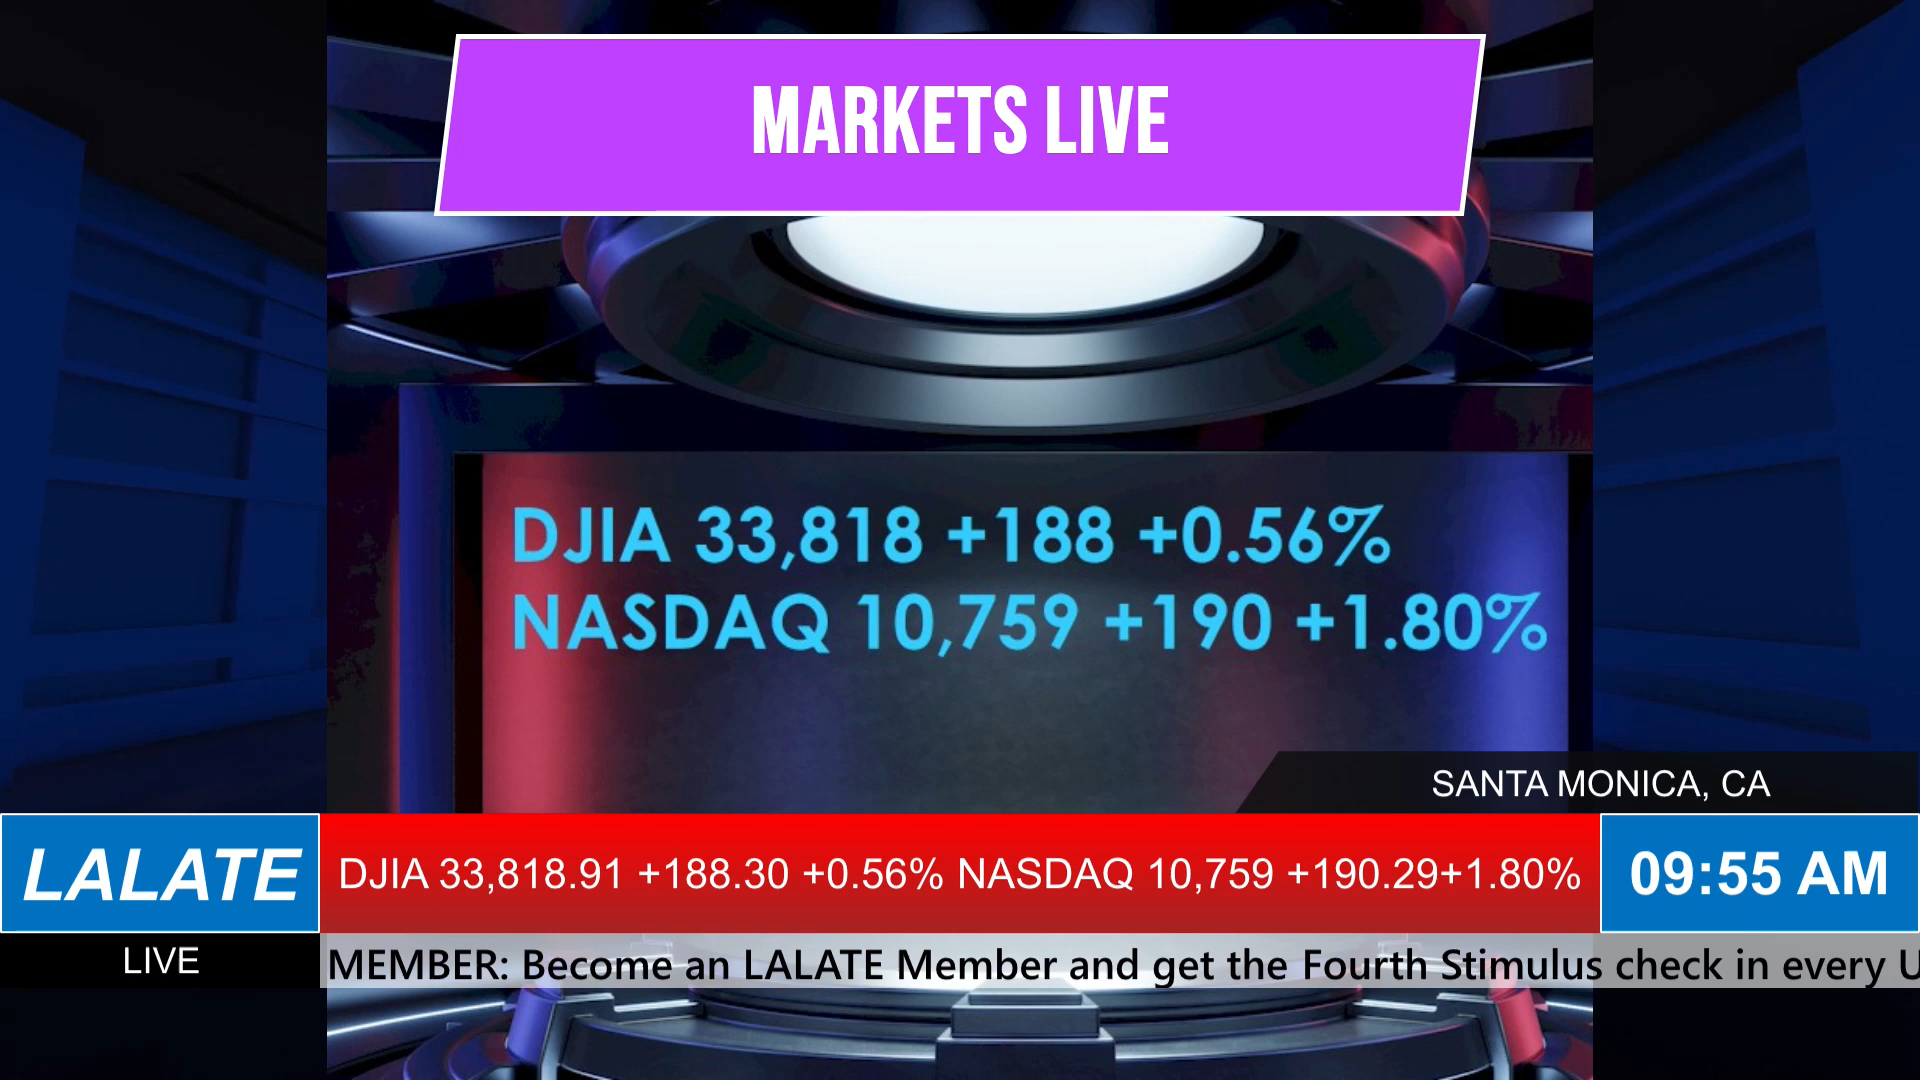 MARKETS LIVE
DJIA 33,818 +188 +0.56%
NASDAQ 10,759 +190 +1.80%
SANTA MONICA, CA
LALATE
DJIA 33,818.91 +188.30 +0.56% NASDAQ 10,759 +190.29+1.80%
09:55 AM
LIVE
MEMBER: Become an LALATE Member and get the Fourth Stimulus check in every U